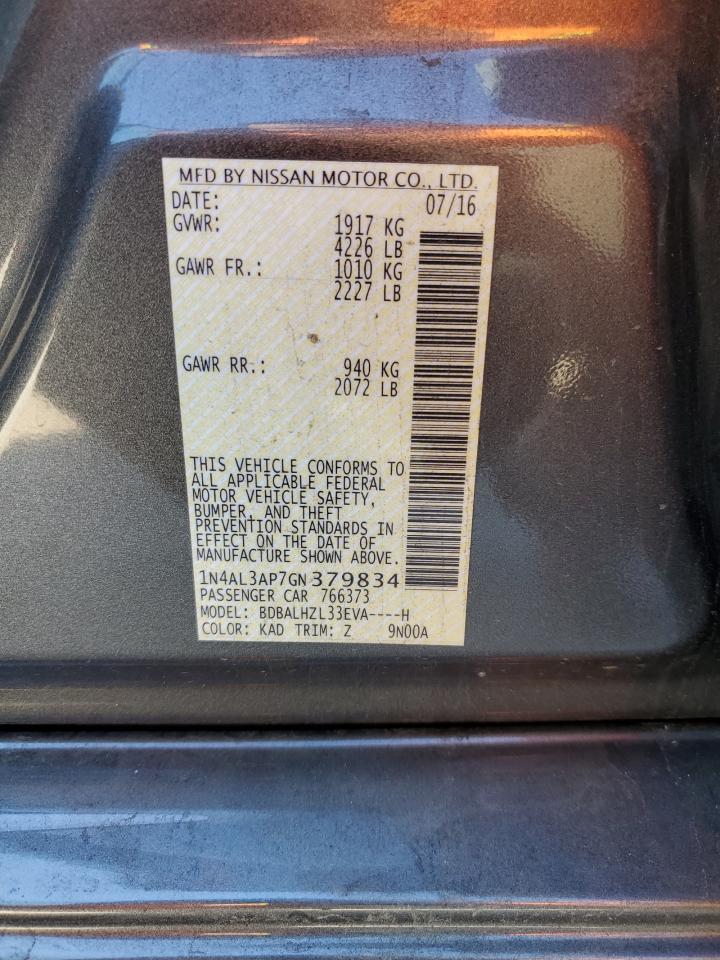 MFD BY NISSAN MOTOR CO., LTD.
DATE: 07/16
GVWR: 1917 KG
4226 LB
GAWR FR.: 1010 KG
2227 LB
GAWR RR.: 940 KG
2072 LB
THIS VEHICLE CONFORMS TO
ALL APPLICABLE FEDERAL
MOTOR VEHICLE SAFETY,
BUMPER, AND THEFT
PREVENTION STANDARDS IN
EFFECT ON THE DATE OF
MANUFACTURE SHOWN ABOVE.
1N4AL3AP7GN379834
PASSENGER CAR 766373
MODEL: BDBALHZL33EVA----H
COLOR: KAD TRIM: Z 9N00A